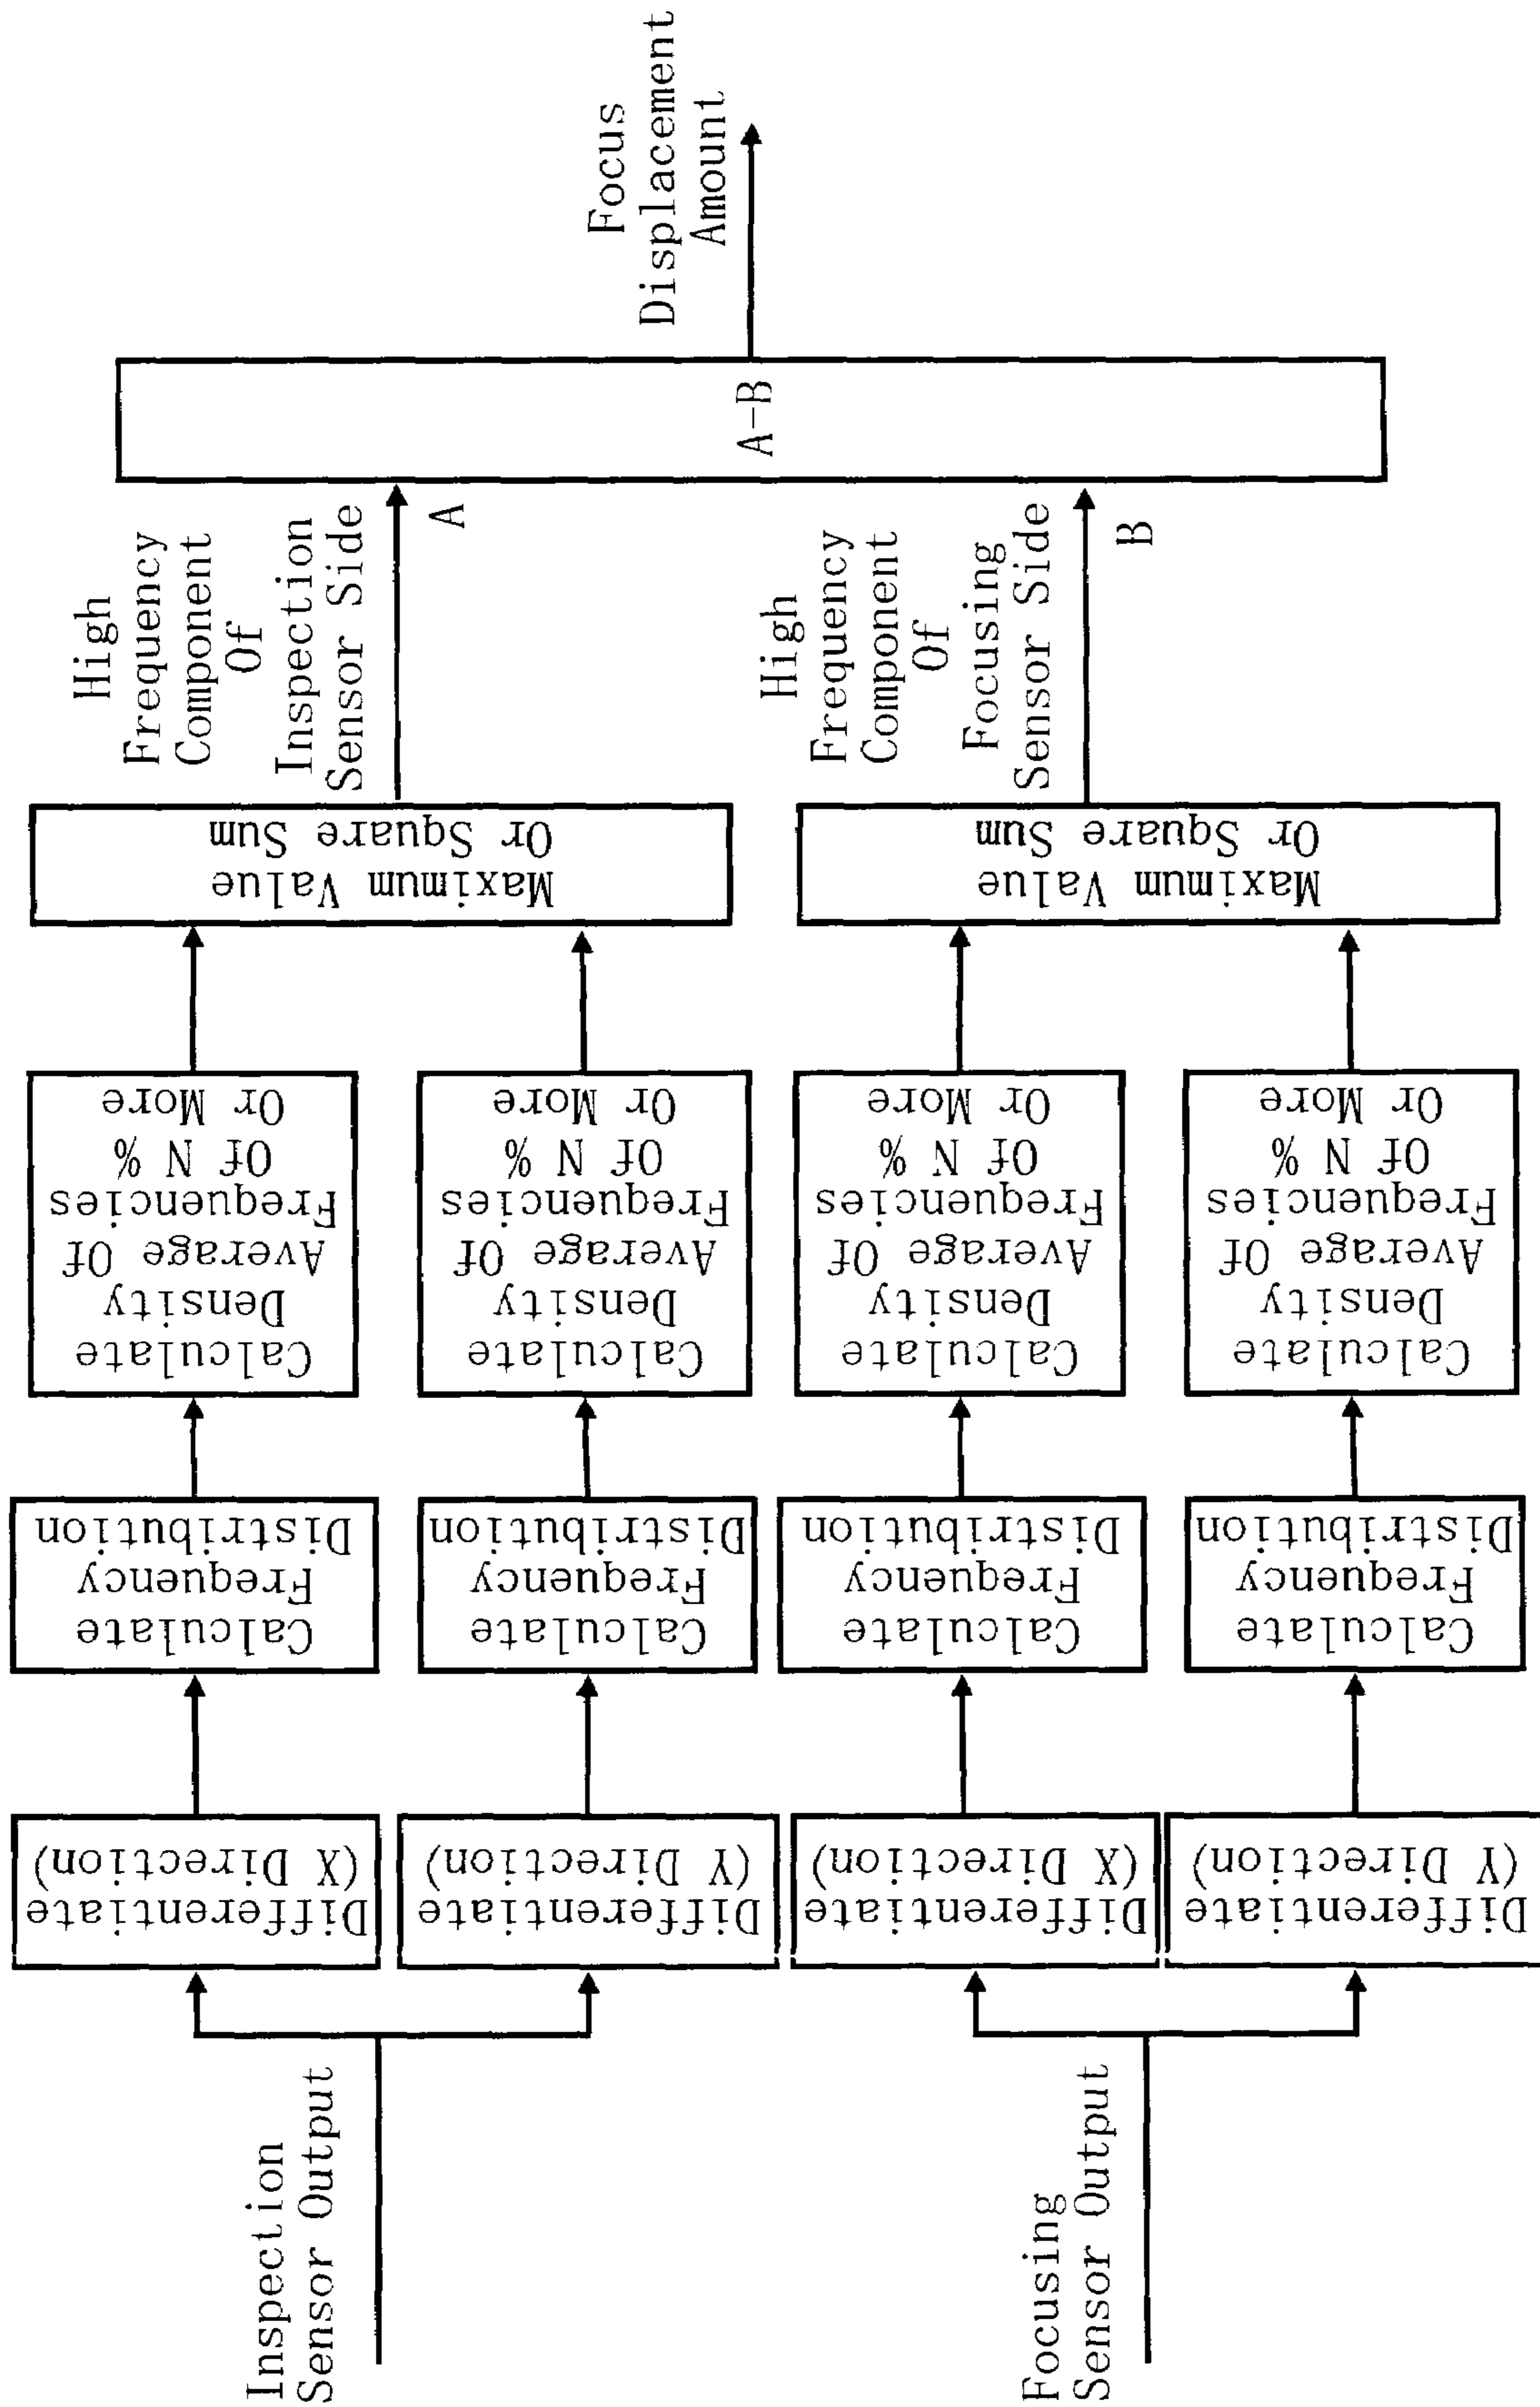 Inspection
Sensor Output
Differentiate
(X Direction)
Differentiate
(Y Direction)
Calculate
Frequency
Distribution
Calculate
Frequency
Distribution
Calculate
Density
Average Of
Frequencies
Of N %
Or More
Calculate
Density
Average Of
Frequencies
Of N %
Or More
Maximum Value
Or Square Sum
High
Frequency
Component
Of
Inspection
Sensor Side
A
Focusing
Sensor Output
Differentiate
(X Direction)
Differentiate
(Y Direction)
Calculate
Frequency
Distribution
Calculate
Frequency
Distribution
Calculate
Density
Average Of
Frequencies
Of N %
Or More
Calculate
Density
Average Of
Frequencies
Of N %
Or More
Maximum Value
Or Square Sum
High
Frequency
Component
Of
Focusing
Sensor Side
B
A-B
Focus
Displacement
Amount